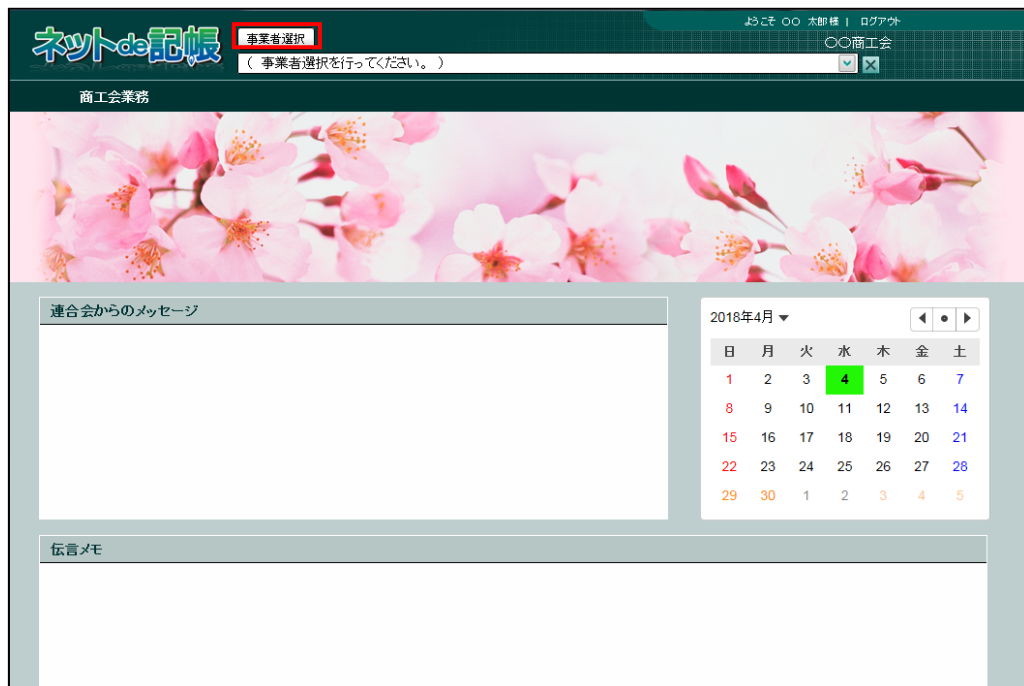 ようこそ 〇〇 太郎 様 | ログアウト
ネットde記帳
事業者選択
〇〇商工会
( 事業者選択を行ってください。 )
商工会業務
連合会からのメッセージ
2018年4月
日 月 火 水 木 金 土
1 2 3 4 5 6 7
8 9 10 11 12 13 14
15 16 17 18 19 20 21
22 23 24 25 26 27 28
29 30 1 2 3 4 5
伝言メモ